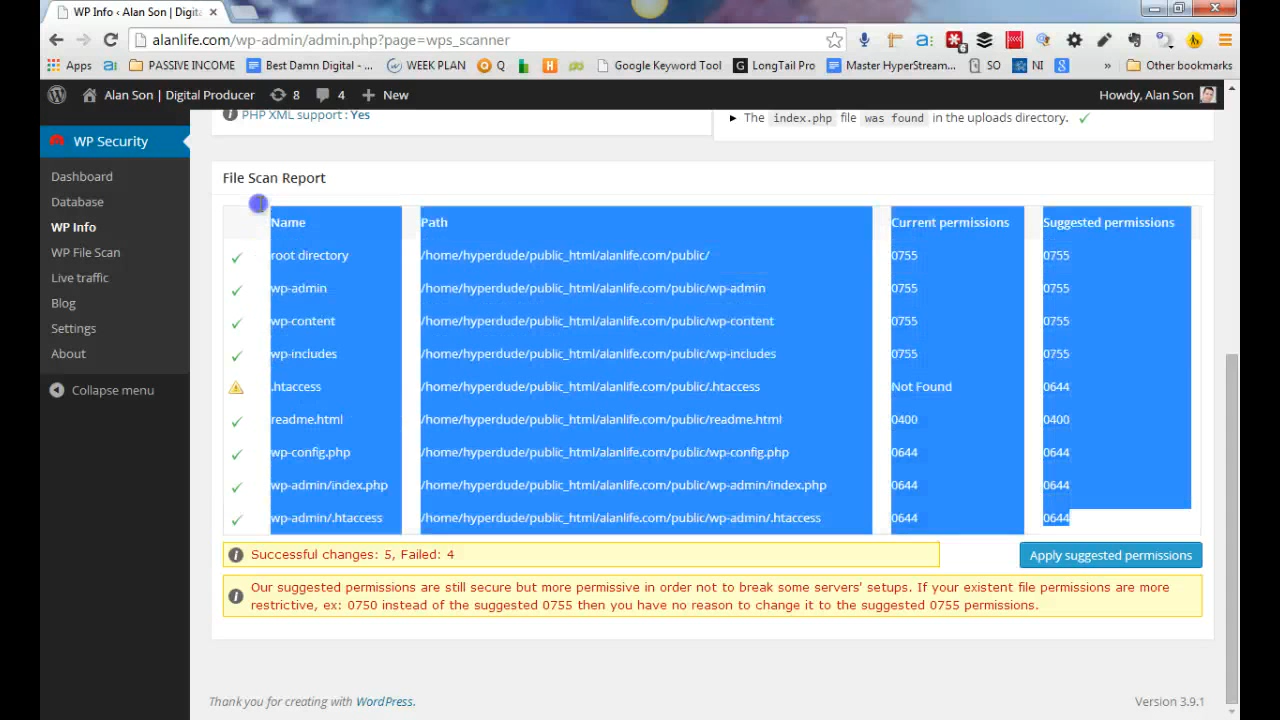 WP Info ‹ Alan Son | Digit
alanlife.com/wp-admin/admin.php?page=wps_scanner
6
Apps
PASSIVE INCOME
Best Damn Digital -
WEEK PLAN
Q
Google Keyword Tool
LongTail Pro
Master HyperStream...
SO
NI
»
Other bookmarks
Alan Son | Digital Producer
8
4
New
Howdy, Alan Son
WP Security
Dashboard
Database
WP Info
WP File Scan
Live traffic
Blog
Settings
About
Collapse menu
PHP XML support : Yes
The index.php file was found in the uploads directory.
File Scan Report
Name Path Current permissions Suggested permissions
root directory /home/hyperdude/public_html/alanlife.com/public/ 0755 0755
wp-admin /home/hyperdude/public_html/alanlife.com/public/wp-admin 0755 0755
wp-content /home/hyperdude/public_html/alanlife.com/public/wp-content 0755 0755
wp-includes /home/hyperdude/public_html/alanlife.com/public/wp-includes 0755 0755
.htaccess /home/hyperdude/public_html/alanlife.com/public/.htaccess Not Found 0644
readme.html /home/hyperdude/public_html/alanlife.com/public/readme.html 0400 0400
wp-config.php /home/hyperdude/public_html/alanlife.com/public/wp-config.php 0644 0644
wp-admin/index.php /home/hyperdude/public_html/alanlife.com/public/wp-admin/index.php 0644 0644
wp-admin/.htaccess /home/hyperdude/public_html/alanlife.com/public/wp-admin/.htaccess 0644 0644
Successful changes: 5, Failed: 4
Apply suggested permissions
Our suggested permissions are still secure but more permissive in order not to break some servers' setups. If your existent file permissions are more
restrictive, ex: 0750 instead of the suggested 0755 then you have no reason to change it to the suggested 0755 permissions.
Thank you for creating with WordPress.
Version 3.9.1